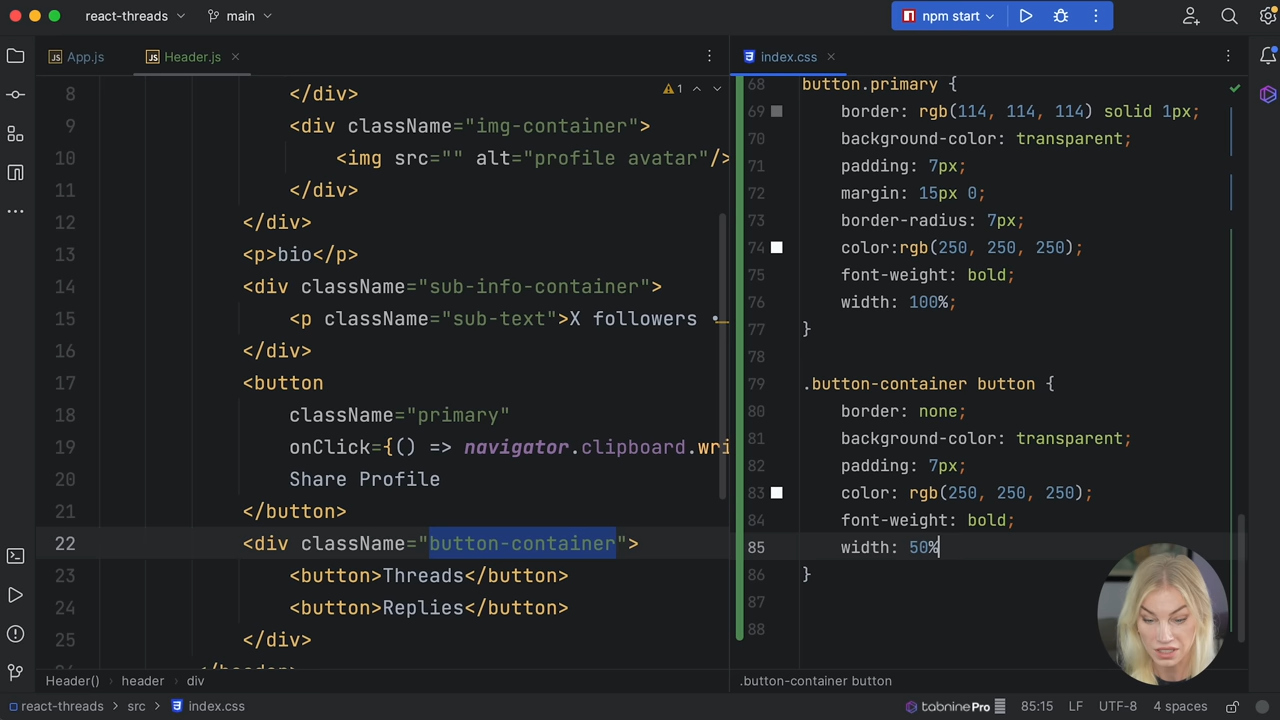 react-threads
main
npm start
App.js
Header.js
1
8 </div>
9 <div className="img-container">
10 <img src="" alt="profile avatar"/>
11 </div>
12 </div>
13 <p>bio</p>
14 <div className="sub-info-container">
15 <p className="sub-text">X followers •
16 </div>
17 <button
18 className="primary"
19 onClick={() => navigator.clipboard.wri
20 Share Profile
21 </button>
22 <div className="button-container">
23 <button>Threads</button>
24 <button>Replies</button>
25 </div>
Header() header div
index.css
68 button.primary {
69 border: rgb(114, 114, 114) solid 1px;
70 background-color: transparent;
71 padding: 7px;
72 margin: 15px 0;
73 border-radius: 7px;
74 color:rgb(250, 250, 250);
75 font-weight: bold;
76 width: 100%;
77 }
78
79 .button-container button {
80 border: none;
81 background-color: transparent;
82 padding: 7px;
83 color: rgb(250, 250, 250);
84 font-weight: bold;
85 width: 50%
86 }
87
88
.button-container button
react-threads > src > index.css
tabnine Pro
85:15 LF UTF-8 4 spaces